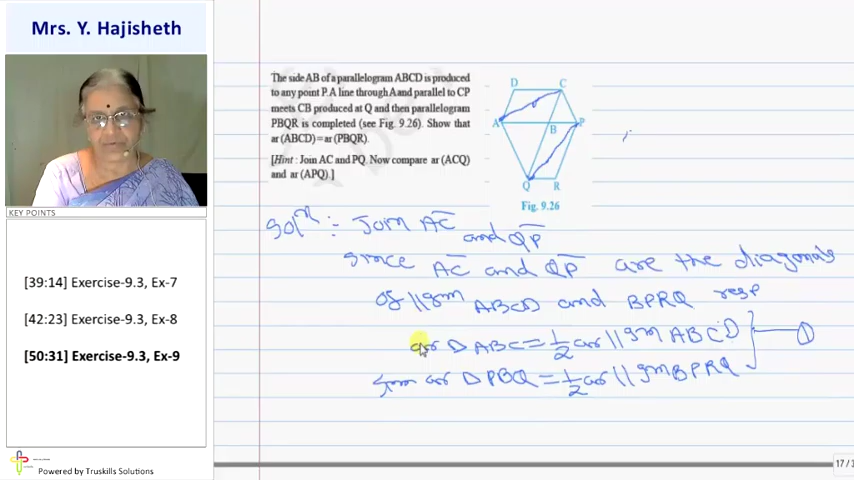 Mrs. Y. Hajisheth
KEY POINTS
[39:14] Exercise-9.3, Ex-7
[42:23] Exercise-9.3, Ex-8
[50:31] Exercise-9.3, Ex-9
Powered by Truskills Solutions
The side AB of a parallelogram ABCD is produced
to any point P. A line through A and parallel to CP
meets CB produced at Q and then parallelogram
PBQR is completed (see Fig. 9.26). Show that
ar (ABCD) = ar (PBQR).
[Hint : Join AC and PQ. Now compare ar (ACQ)
and ar (APQ).]
D C
A B P
Q R
Fig. 9.26
Solⁿ :- Join AC and QP
Since AC and QP are the diagonals
of ||gm ABCD and BPRQ resp
ar Δ ABC = 1/2 ar ||gm ABCD
ar Δ PBQ = 1/2 ar ||gm BPRQ
①